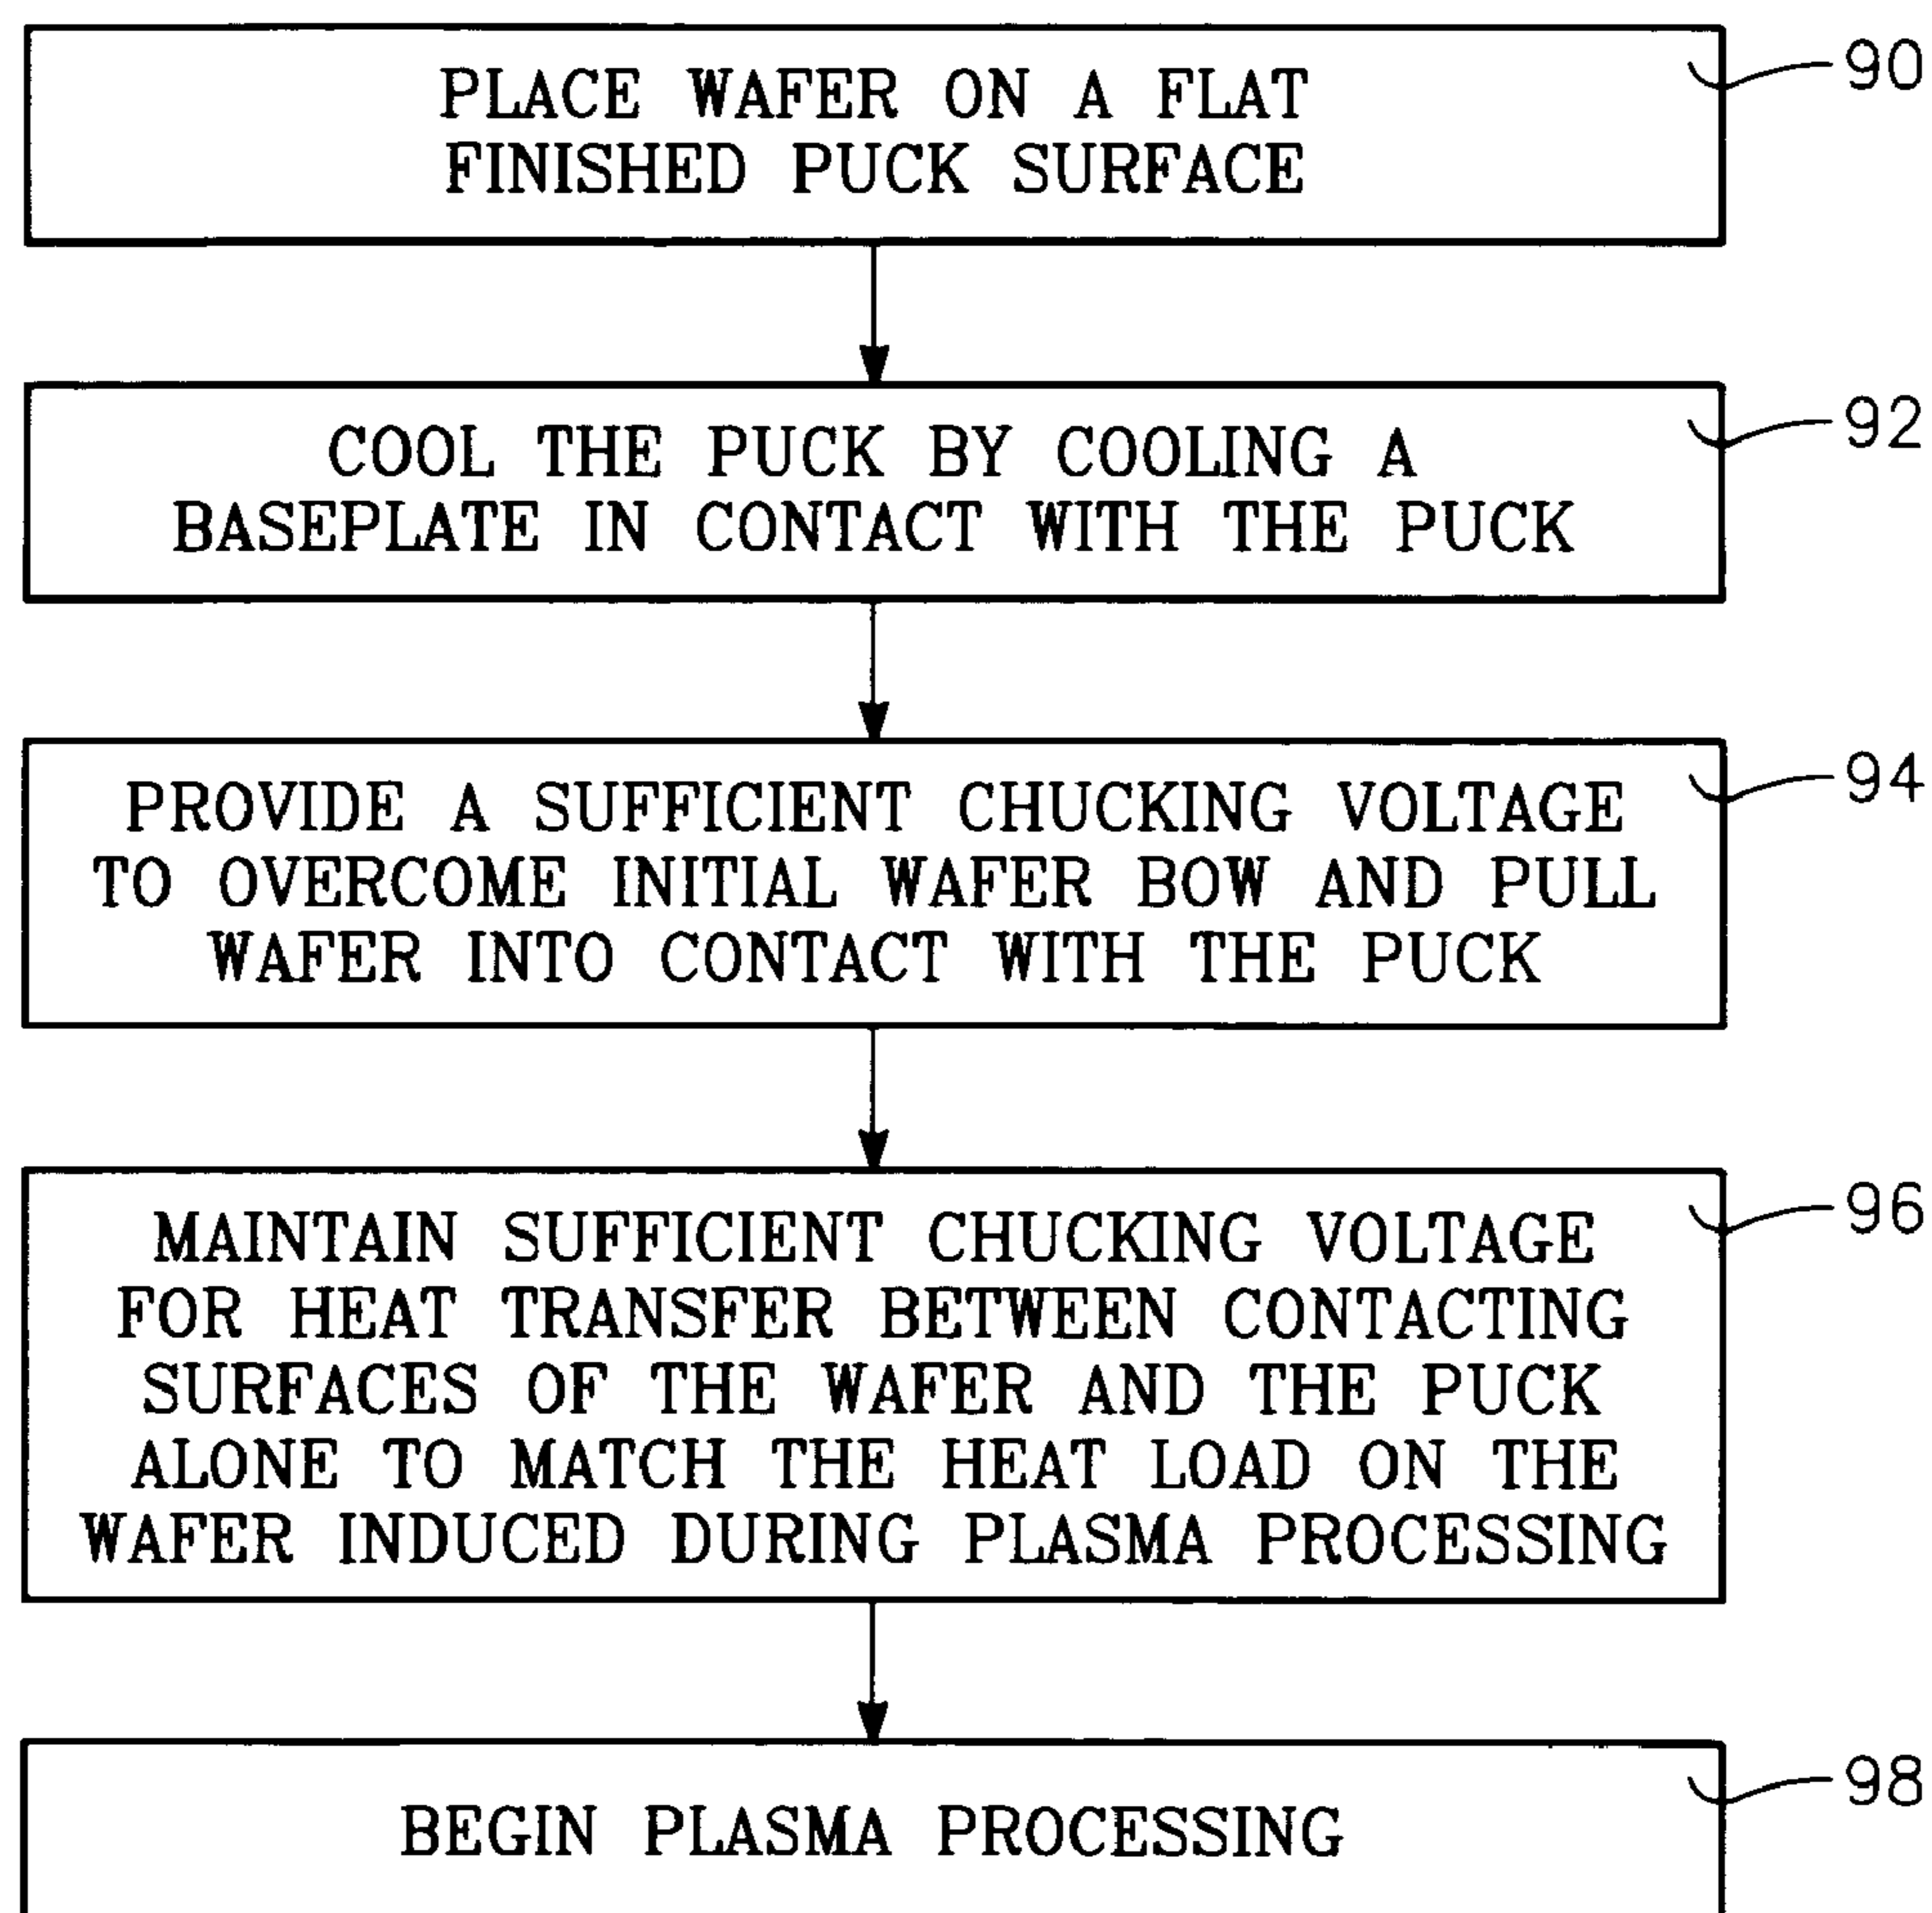 PLACE WAFER ON A FLAT
FINISHED PUCK SURFACE
90
COOL THE PUCK BY COOLING A
BASEPLATE IN CONTACT WITH THE PUCK
92
PROVIDE A SUFFICIENT CHUCKING VOLTAGE
TO OVERCOME INITIAL WAFER BOW AND PULL
WAFER INTO CONTACT WITH THE PUCK
94
MAINTAIN SUFFICIENT CHUCKING VOLTAGE
FOR HEAT TRANSFER BETWEEN CONTACTING
SURFACES OF THE WAFER AND THE PUCK
ALONE TO MATCH THE HEAT LOAD ON THE
WAFER INDUCED DURING PLASMA PROCESSING
96
BEGIN PLASMA PROCESSING
98